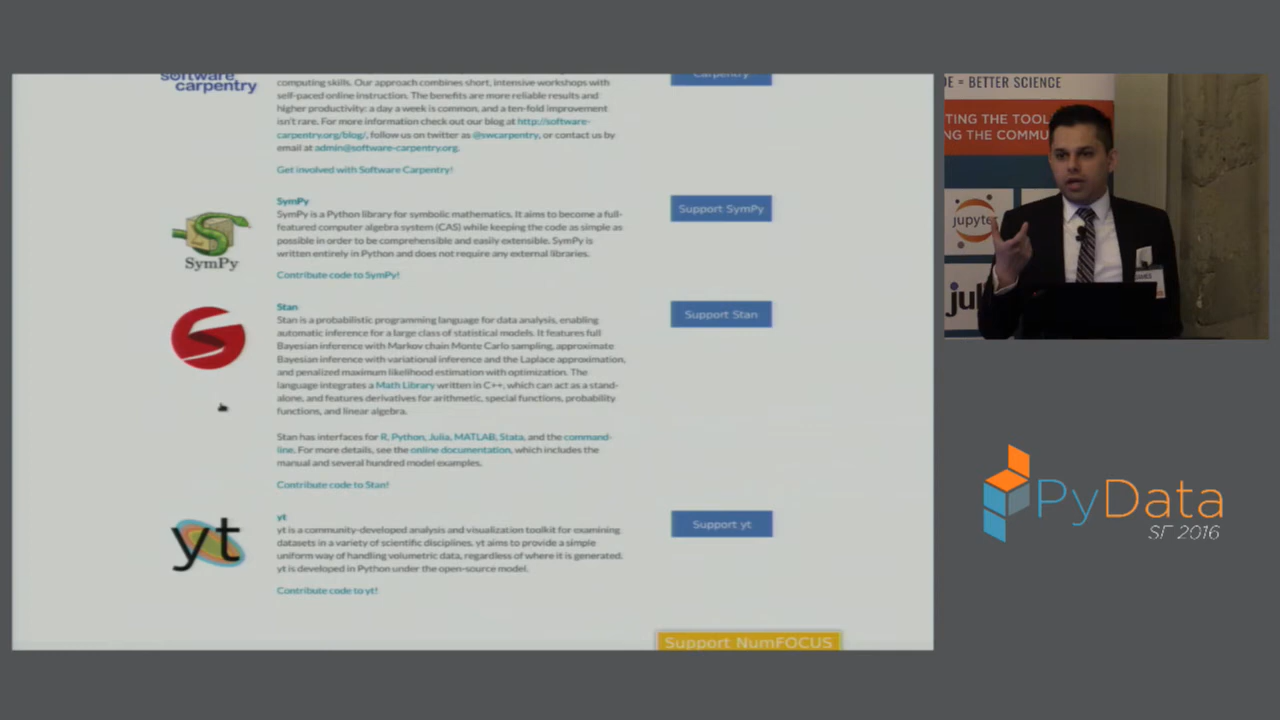 software
carpentry
Carpentry
computing skills. Our approach combines short, intensive workshops with
self-paced online instruction. The benefits are more reliable results and
higher productivity: a day a week is common, and a ten-fold improvement
isn't rare. For more information check out our blog at http://software-
carpentry.org/blog/, follow us on twitter as @swcarpentry, or contact us by
email at admin@software-carpentry.org.
Get involved with Software Carpentry!
SymPy
SymPy
SymPy is a Python library for symbolic mathematics. It aims to become a full-
featured computer algebra system (CAS) while keeping the code as simple as
possible in order to be comprehensible and easily extensible. SymPy is
written entirely in Python and does not require any external libraries.
Contribute code to SymPy!
Support SymPy
Stan
Stan is a probabilistic programming language for data analysis, enabling
automatic inference for a large class of statistical models. It features full
Bayesian inference with Markov chain Monte Carlo sampling, approximate
Bayesian inference with variational inference and the Laplace approximation,
and penalized maximum likelihood estimation with optimization. The
language integrates a Math Library written in C++, which can act as a stand-
alone, and features derivatives for arithmetic, special functions, probability
functions, and linear algebra.
Stan has interfaces for R, Python, Julia, MATLAB, Stata, and the command-
line. For more details, see the online documentation, which includes the
manual and several hundred model examples.
Contribute code to Stan!
Support Stan
yt
yt
yt is a community-developed analysis and visualization toolkit for examining
datasets in a variety of scientific disciplines. yt aims to provide a simple
uniform way of handling volumetric data, regardless of where it is generated.
yt is developed in Python under the open-source model.
Contribute code to yt!
Support yt
Support NumFOCUS
DE = BETTER SCIENCE
TING THE TOOL
NG THE COMMU
jupyter
jul
PyData
SF 2016